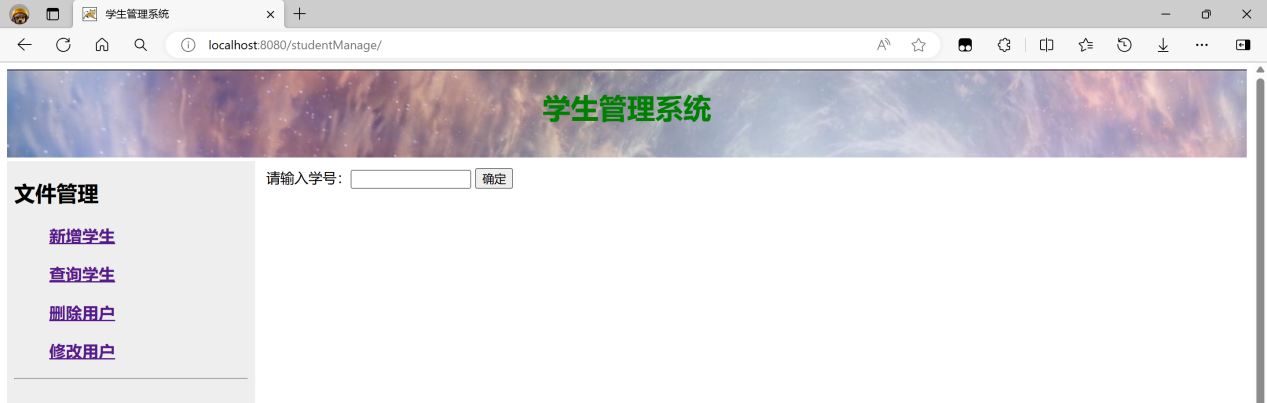 学生管理系统
localhost:8080/studentManage/
学生管理系统
文件管理
新增学生
查询学生
删除用户
修改用户
请输入学号： 确定